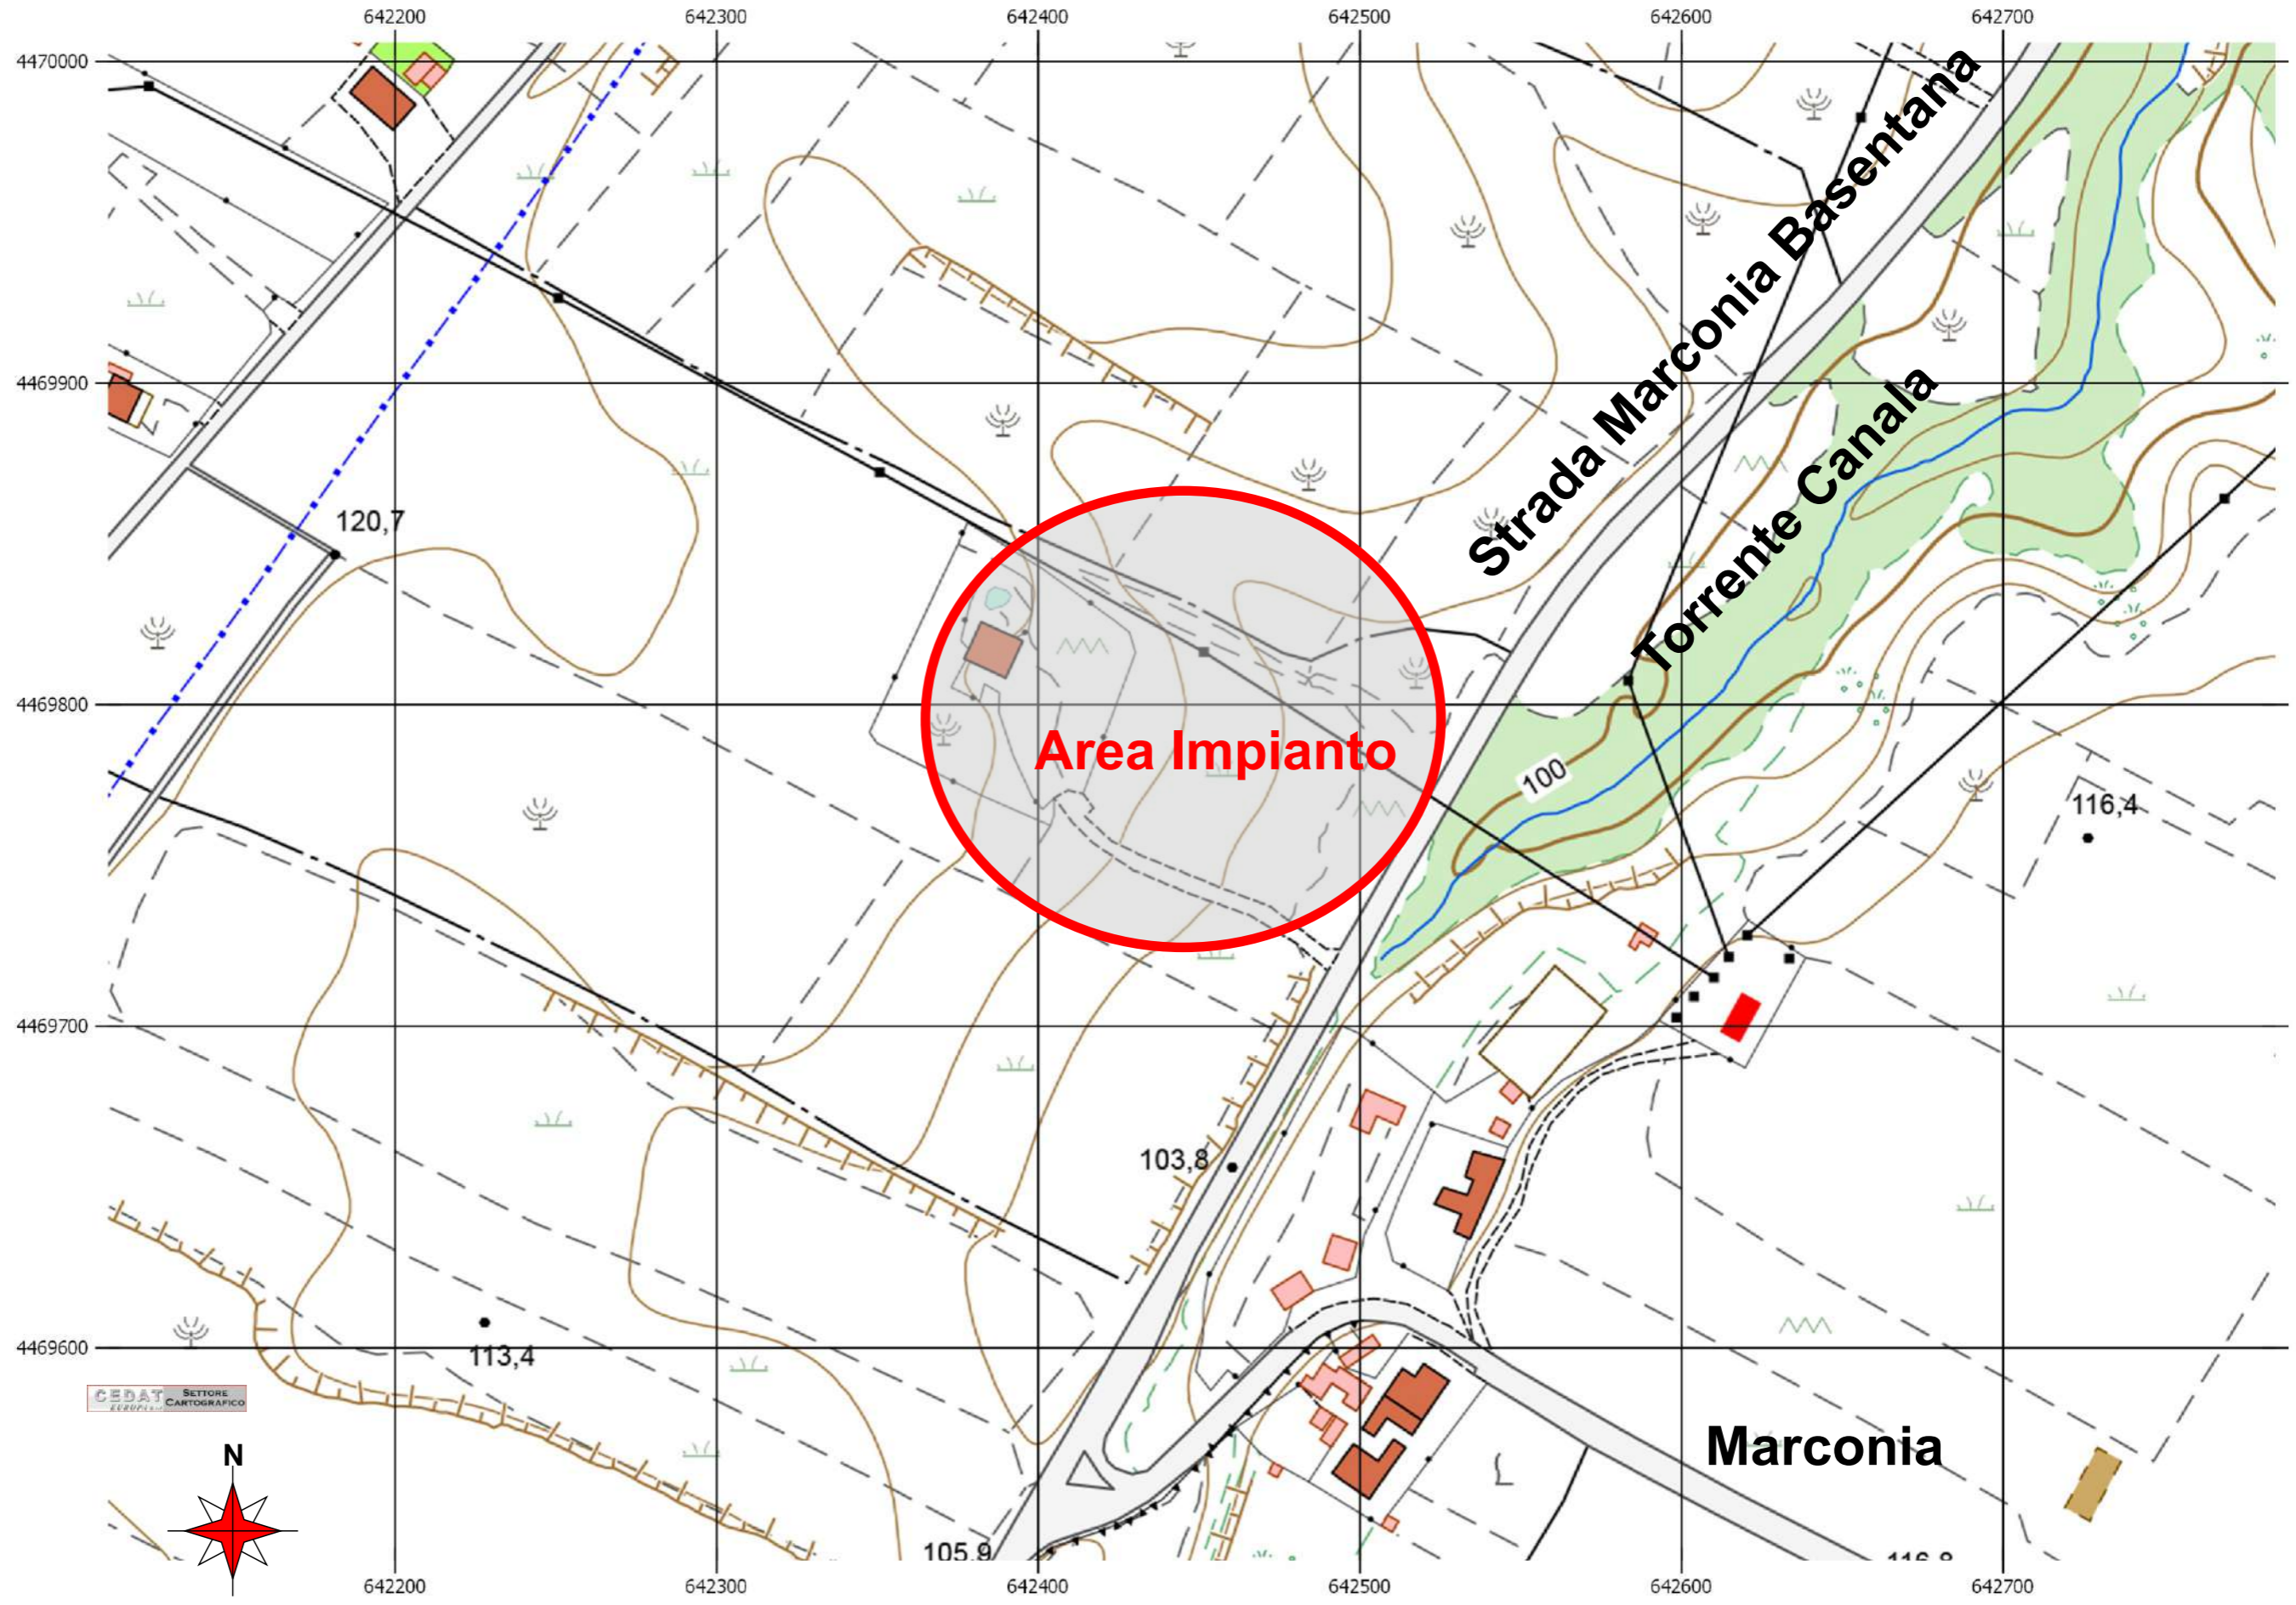 642200 642300 642400 642500 642600 642700
4470000
Strada Marconia Basentana
4469900
Torrente Canala
120,7
4469800
Area Impianto
100
116,4
4469700
103,8
4469600
113,4
CEDAT SETTORE
EUROPA CARTOGRAFICO
Marconia
N
105,9
642200 642300 642400 642500 642600 642700